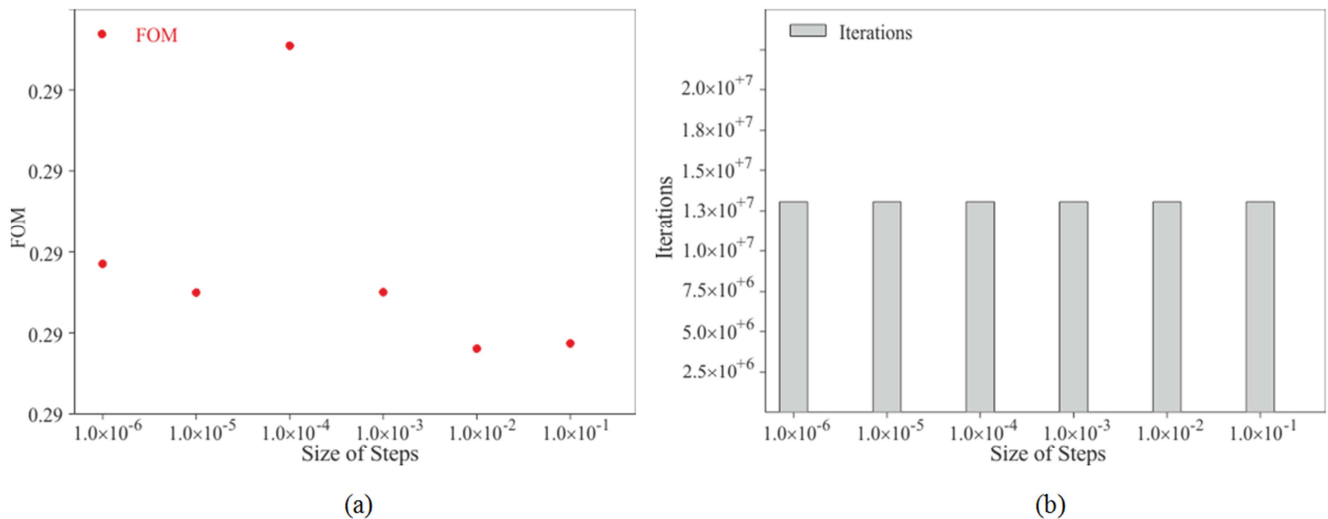 FOM
0.29
0.29
0.29
0.29
0.29
FOM
1.0×10⁻⁶ 1.0×10⁻⁵ 1.0×10⁻⁴ 1.0×10⁻³ 1.0×10⁻² 1.0×10⁻¹
Size of Steps
(a)
Iterations
2.0×10⁺⁷
1.8×10⁺⁷
1.5×10⁺⁷
1.3×10⁺⁷
1.0×10⁺⁷
7.5×10⁺⁶
5.0×10⁺⁶
2.5×10⁺⁶
Iterations
1.0×10⁻⁶ 1.0×10⁻⁵ 1.0×10⁻⁴ 1.0×10⁻³ 1.0×10⁻² 1.0×10⁻¹
Size of Steps
(b)